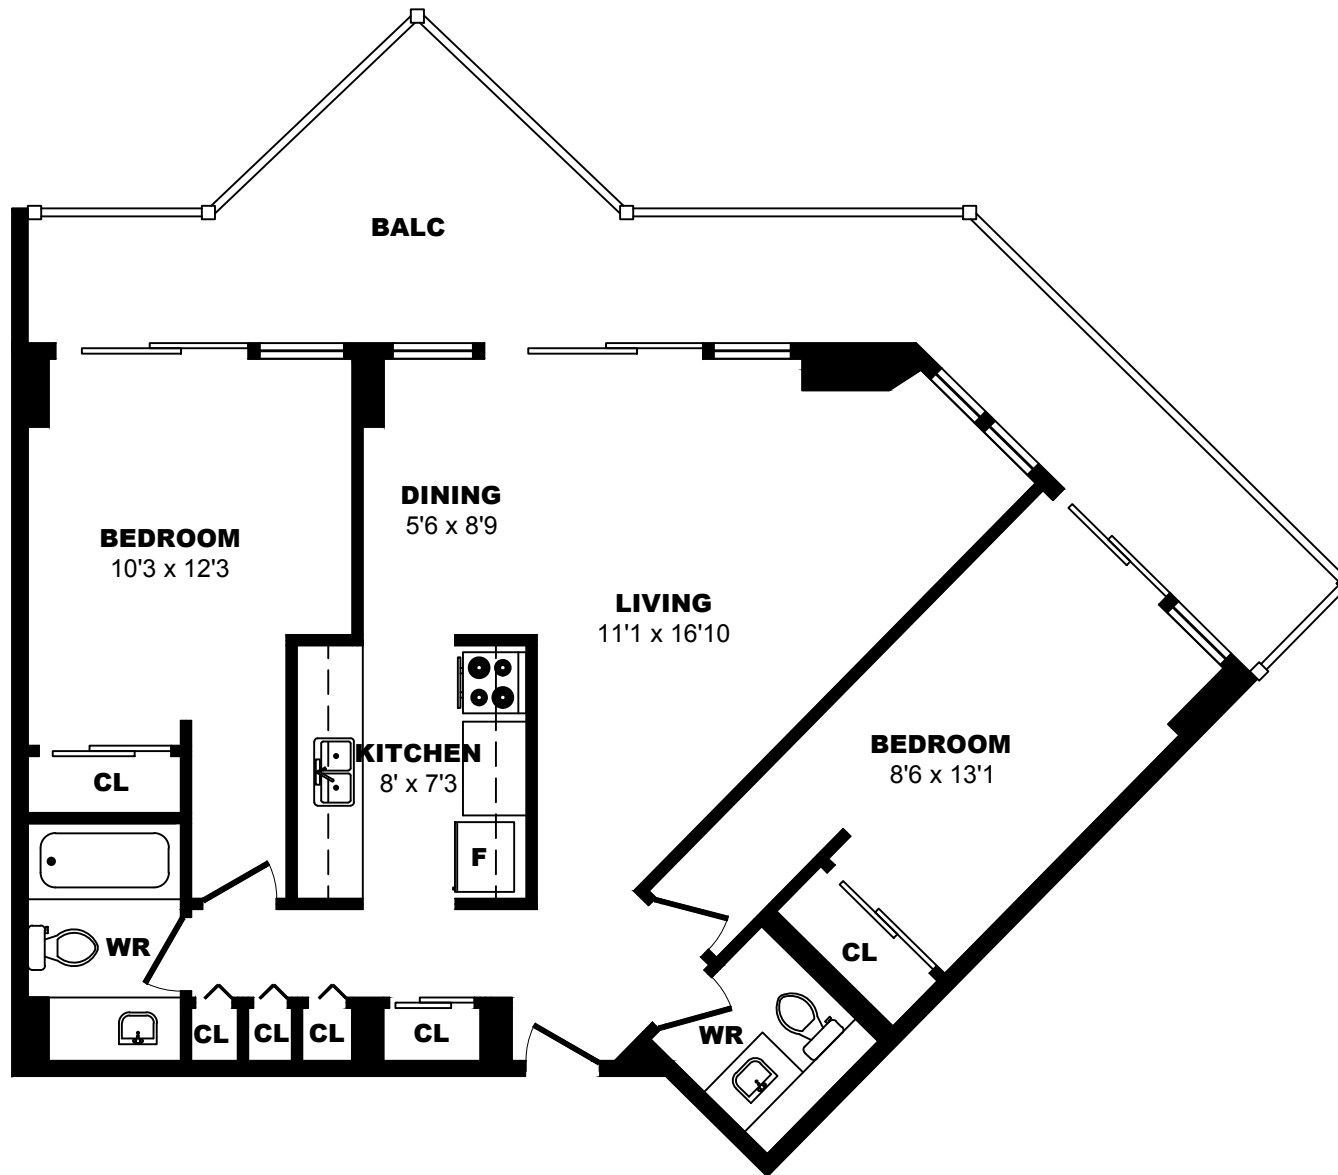 BALC
DINING
5'6 x 8'9
BEDROOM
10'3 x 12'3
LIVING
11'1 x 16'10
KITCHEN
8' x 7'3
BEDROOM
8'6 x 13'1
CL
F
WR
CL
CL
CL
CL
CL
WR